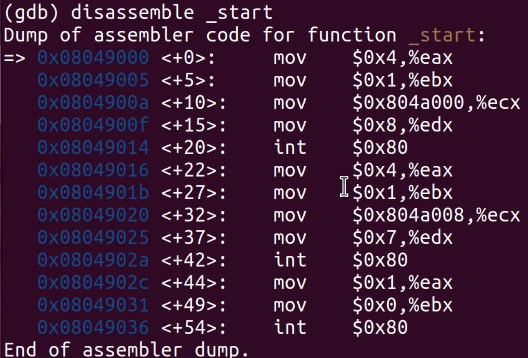 (gdb) disassemble _start
Dump of assembler code for function _start:
=> 0x08049000 <+0>:     mov    $0x4,%eax
   0x08049005 <+5>:     mov    $0x1,%ebx
   0x0804900a <+10>:    mov    $0x804a000,%ecx
   0x0804900f <+15>:    mov    $0x8,%edx
   0x08049014 <+20>:    int    $0x80
   0x08049016 <+22>:    mov    $0x4,%eax
   0x0804901b <+27>:    mov    $0x1,%ebx
   0x08049020 <+32>:    mov    $0x804a008,%ecx
   0x08049025 <+37>:    mov    $0x7,%edx
   0x0804902a <+42>:    int    $0x80
   0x0804902c <+44>:    mov    $0x1,%eax
   0x08049031 <+49>:    mov    $0x0,%ebx
   0x08049036 <+54>:    int    $0x80
End of assembler dump.